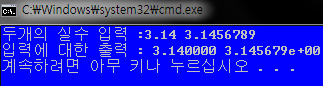 C:\Windows\system32\cmd.exe
두개의 실수 입력 :3.14 3.1456789
입력에 대한 출력 : 3.140000 3.145679e+00
계속하려면 아무 키나 누르십시오 . . .